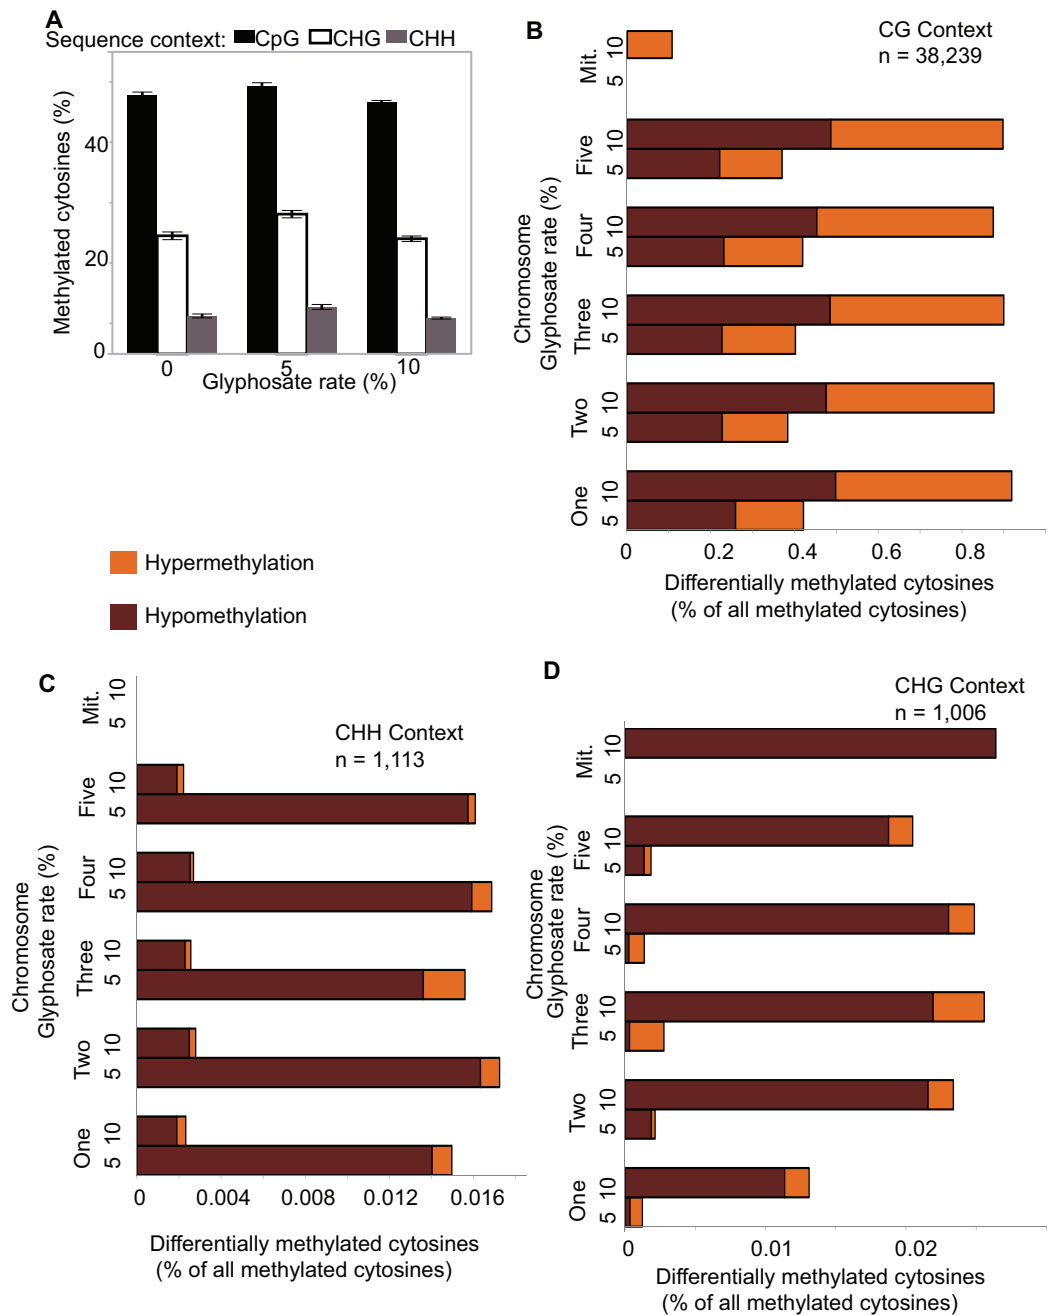 A
Sequence context: CpG CHG CHH
Methylated cytosines (%)
40
20
0
0 5 10
Glyphosate rate (%)
B
CG Context
n = 38,239
Chromosome
Glyphosate rate (%)
Mit. 5 10
Five 5 10
Four 5 10
Three 5 10
Two 5 10
One 5 10
0 0.2 0.4 0.6 0.8
Differentially methylated cytosines
(% of all methylated cytosines)
Hypermethylation
Hypomethylation
C
CHH Context
n = 1,113
Chromosome
Glyphosate rate (%)
Mit. 5 10
Five 5 10
Four 5 10
Three 5 10
Two 5 10
One 5 10
0 0.004 0.008 0.012 0.016
Differentially methylated cytosines
(% of all methylated cytosines)
D
CHG Context
n = 1,006
Chromosome
Glyphosate rate (%)
Mit. 5 10
Five 5 10
Four 5 10
Three 5 10
Two 5 10
One 5 10
0 0.01 0.02
Differentially methylated cytosines
(% of all methylated cytosines)